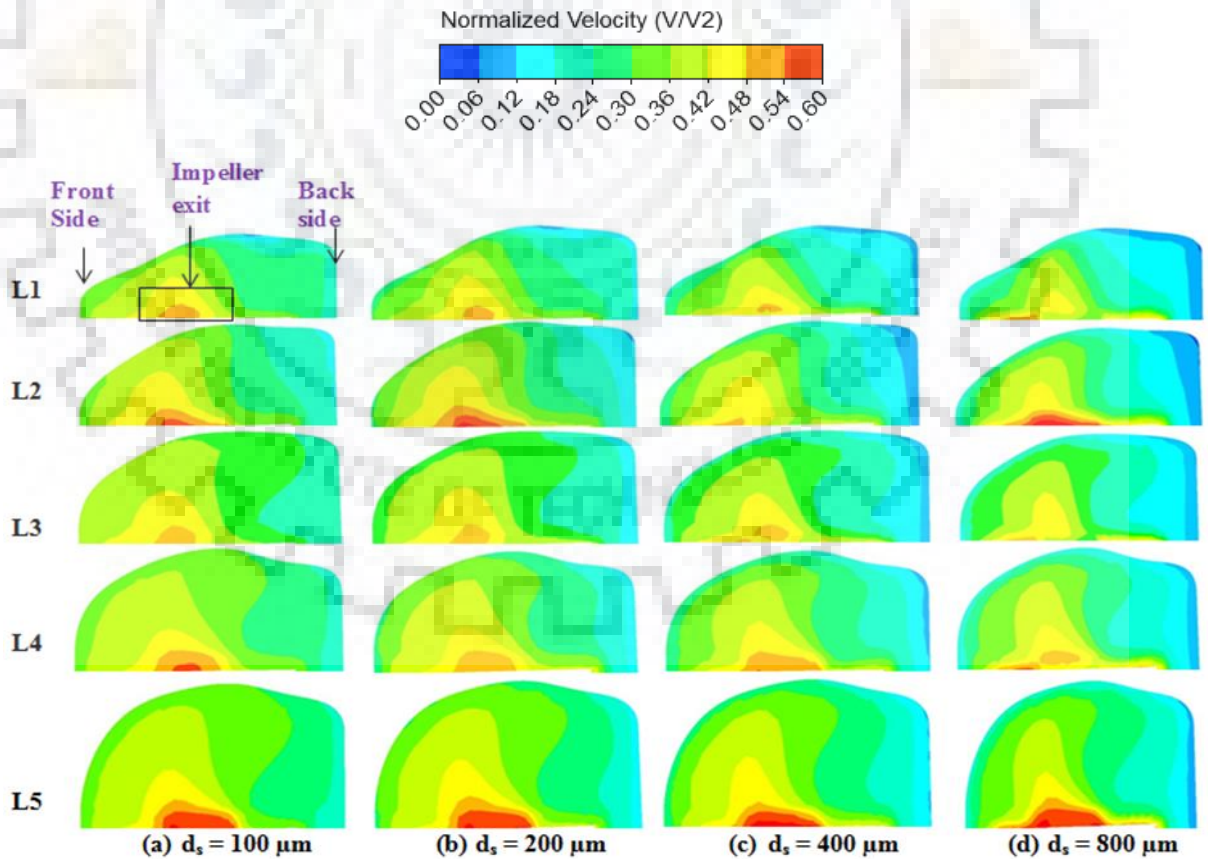 Normalized Velocity (V/V2)
0.00 0.06 0.12 0.18 0.24 0.30 0.36 0.42 0.48 0.54 0.60
Front
Side
Impeller
exit
Back
side
L1
L2
L3
L4
L5
(a) ds = 100 μm (b) ds = 200 μm (c) ds = 400 μm (d) ds = 800 μm